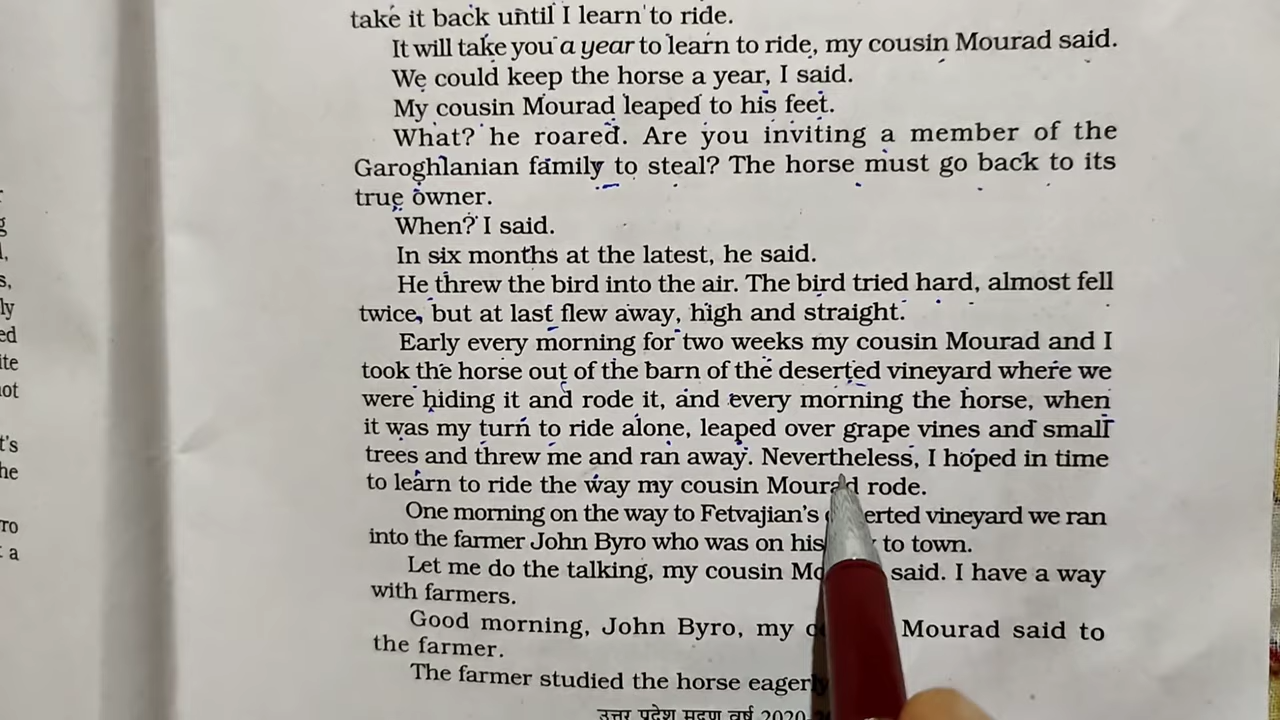 take it back until I learn to ride.
It will take you a year to learn to ride, my cousin Mourad said.
We could keep the horse a year, I said.
My cousin Mourad leaped to his feet.
What? he roared. Are you inviting a member of the
Garoghlanian family to steal? The horse must go back to its
true owner.
When? I said.
In six months at the latest, he said.
He threw the bird into the air. The bird tried hard, almost fell
twice, but at last flew away, high and straight.
Early every morning for two weeks my cousin Mourad and I
took the horse out of the barn of the deserted vineyard where we
were hiding it and rode it, and every morning the horse, when
it was my turn to ride alone, leaped over grape vines and small
trees and threw me and ran away. Nevertheless, I hoped in time
to learn to ride the way my cousin Mourad rode.
One morning on the way to Fetvajian's erted vineyard we ran
into the farmer John Byro who was on his to town.
Let me do the talking, my cousin Mo said. I have a way
with farmers.
Good morning, John Byro, my Mourad said to
the farmer.
The farmer studied the horse eagerly
उत्तर प्रदेश मुद्रण वर्ष 2020